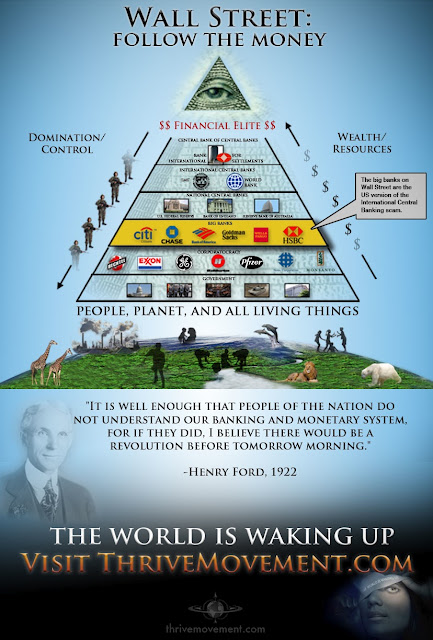 WALL STREET:
FOLLOW THE MONEY
$$ FINANCIAL ELITE $$
DOMINATION/
CONTROL
WEALTH/
RESOURCES
CENTRAL BANK OF CENTRAL BANKS
BANK FOR
INTERNATIONAL SETTLEMENTS
INTERNATIONAL CENTRAL BANKS
WORLD
BANK
NATIONAL CENTRAL BANKS
U.S. FEDERAL RESERVE BANK OF ENGLAND RESERVE BANK OF AUSTRALIA
The big banks on
Wall Street are the
US version of the
International Central
Banking scam.
$
$
$
$
$
$
BIG BANKS
citi
CHASE
Bank of America
Goldman
Sachs
WELLS
FARGO
HSBC
CORPORATOCRACY
EXXON
GE
Pfizer
MONSANTO
GOVERNMENT
PEOPLE, PLANET, AND ALL LIVING THINGS
"IT IS WELL ENOUGH THAT PEOPLE OF THE NATION DO
NOT UNDERSTAND OUR BANKING AND MONETARY SYSTEM,
FOR IF THEY DID, I BELIEVE THERE WOULD BE A
REVOLUTION BEFORE TOMORROW MORNING."
-HENRY FORD, 1922
THE WORLD IS WAKING UP
VISIT THRIVEMOVEMENT.COM
thrivemovement.com